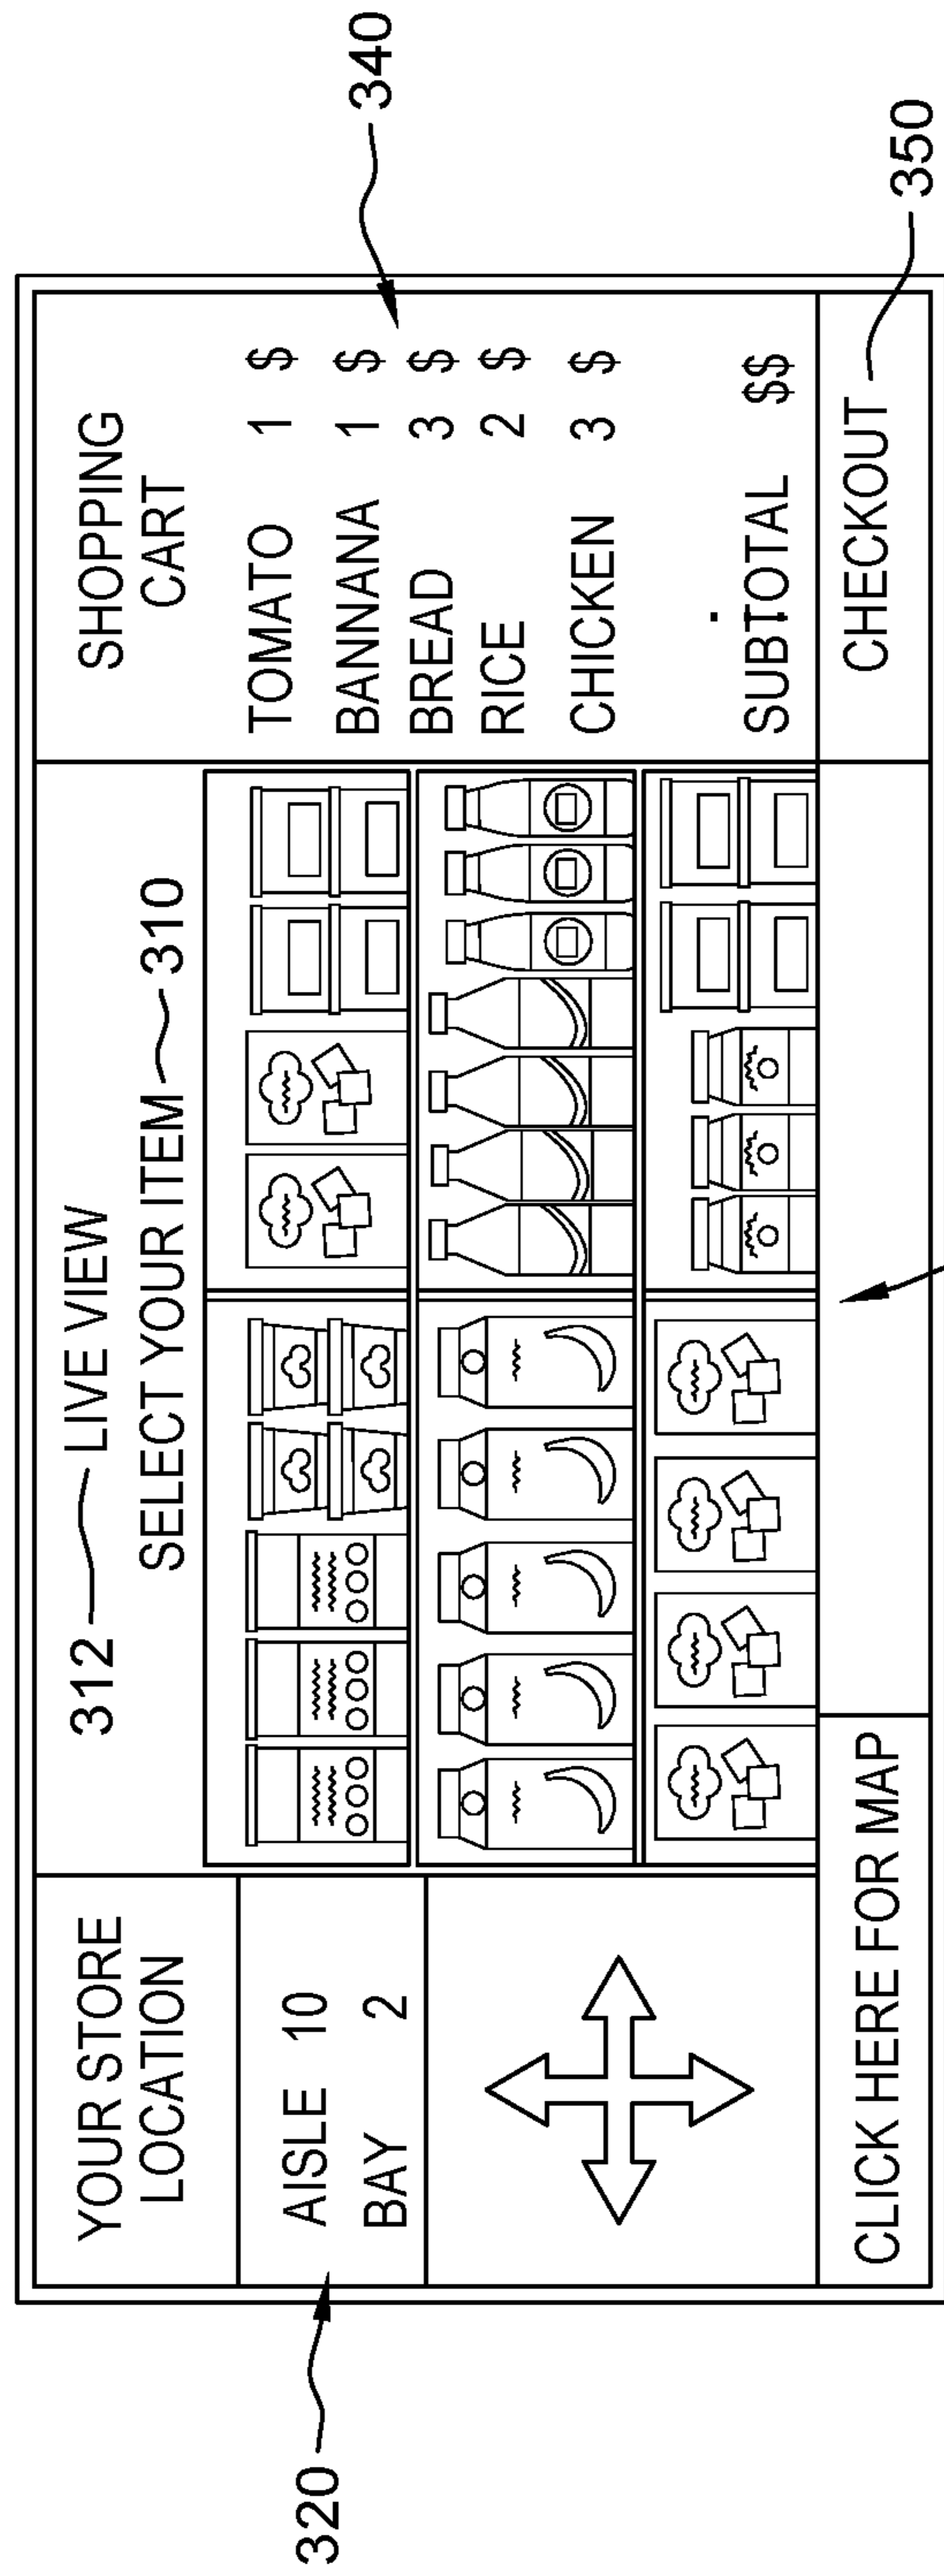 312
LIVE VIEW
SELECT YOUR ITEM
310
YOUR STORE
LOCATION
320
AISLE 10
BAY 2
CLICK HERE FOR MAP
SHOPPING
CART
340
TOMATO 1 $
BANNANA 1 $
BREAD 3 $
RICE 2 $
CHICKEN 3 $
SUBTOTAL $$
CHECKOUT
350